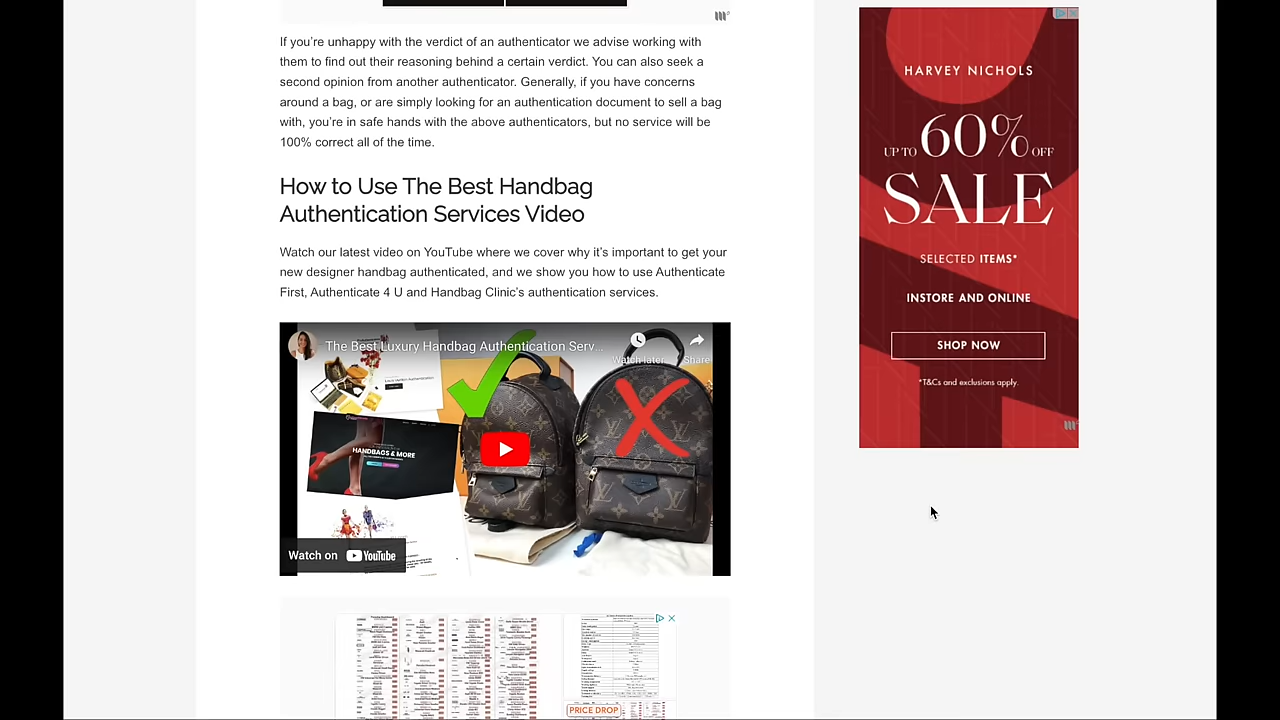 If you're unhappy with the verdict of an authenticator we advise working with
them to find out their reasoning behind a certain verdict. You can also seek a
second opinion from another authenticator. Generally, if you have concerns
around a bag, or are simply looking for an authentication document to sell a bag
with, you're in safe hands with the above authenticators, but no service will be
100% correct all of the time.
How to Use The Best Handbag
Authentication Services Video
Watch our latest video on YouTube where we cover why it's important to get your
new designer handbag authenticated, and we show you how to use Authenticate
First, Authenticate 4 U and Handbag Clinic's authentication services.
The Best Luxury Handbag Authentication Serv...
Watch later
Share
HANDBAGS & MORE
Watch on YouTube
PRICE DROP
HARVEY NICHOLS
UP TO 60% OFF
SALE
SELECTED ITEMS*
INSTORE AND ONLINE
SHOP NOW
*T&Cs and exclusions apply.